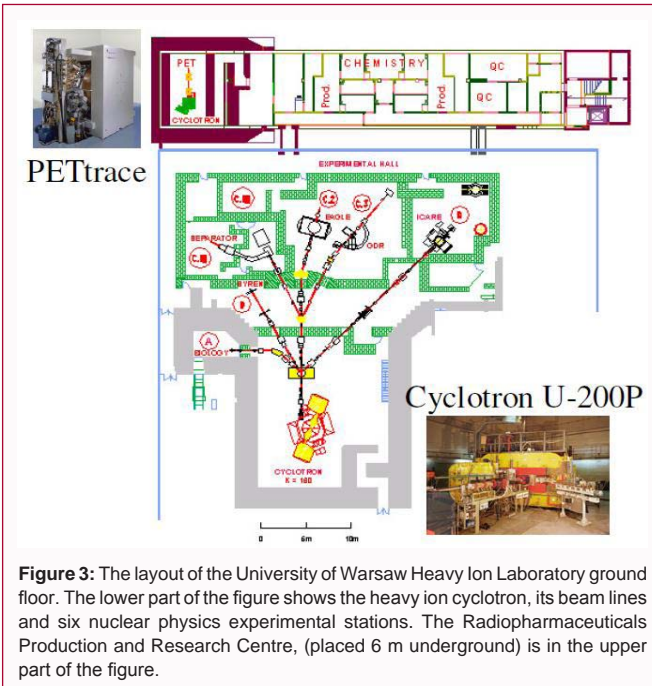 PET
CYCLOTRON
CHEMISTRY
Prod.
Prod.
QC
QC
PETtrace
EXPERIMENTAL HALL
C.2
C.3
EAGLE
ICARE
ODR
SEPARATOR
D
BIOLOGY
A
Cyclotron U-200P
CYCLOTRON
K = 160
0 6m 10m
Figure 3: The layout of the University of Warsaw Heavy Ion Laboratory ground
floor. The lower part of the figure shows the heavy ion cyclotron, its beam lines
and six nuclear physics experimental stations. The Radiopharmaceuticals
Production and Research Centre, (placed 6 m underground) is in the upper
part of the figure.